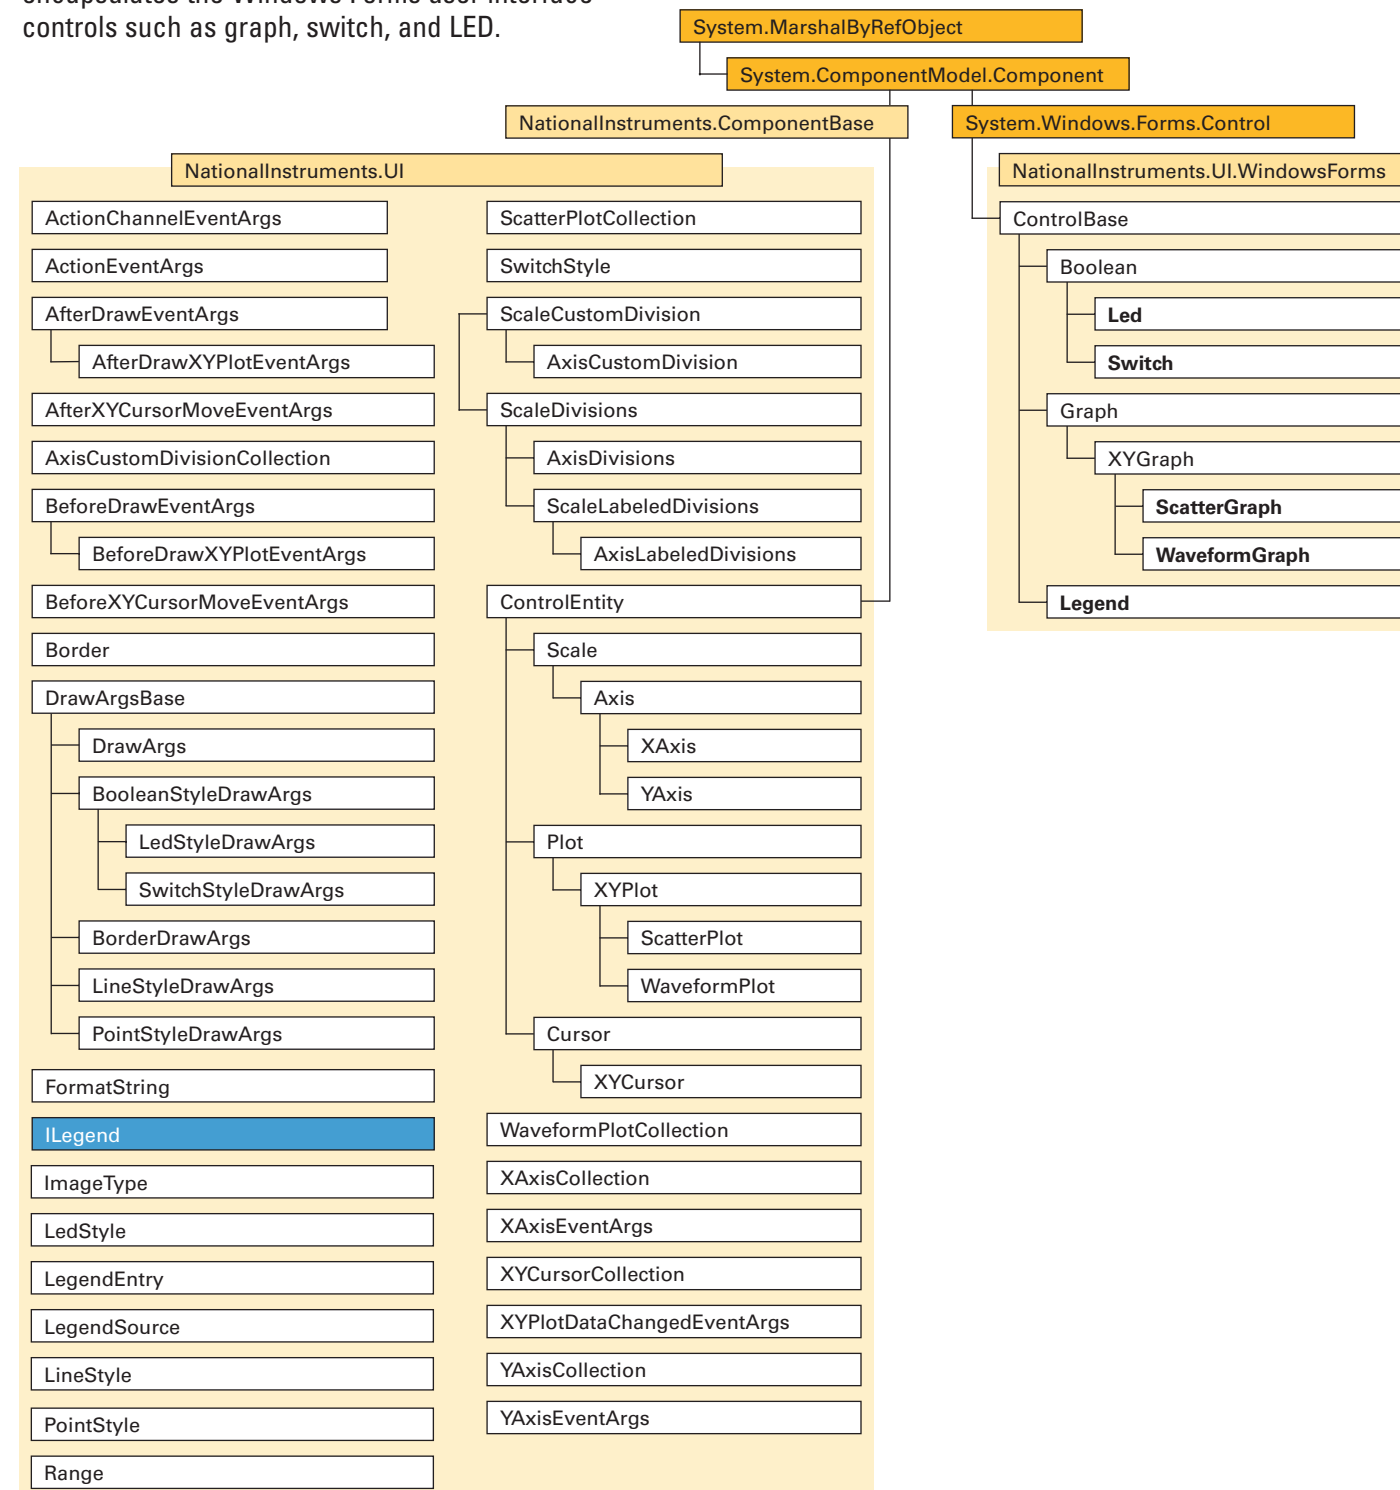 controls such as graph, switch, and LED.
System.MarshalByRefObject
System.ComponentModel.Component
NationalInstruments.ComponentBase
System.Windows.Forms.Control
NationalInstruments.UI
ActionChannelEventArgs
ActionEventArgs
AfterDrawEventArgs
AfterDrawXYPlotEventArgs
AfterXYCursorMoveEventArgs
AxisCustomDivisionCollection
BeforeDrawEventArgs
BeforeDrawXYPlotEventArgs
BeforeXYCursorMoveEventArgs
Border
DrawArgsBase
DrawArgs
BooleanStyleDrawArgs
LedStyleDrawArgs
SwitchStyleDrawArgs
BorderDrawArgs
LineStyleDrawArgs
PointStyleDrawArgs
FormatString
ILegend
ImageType
LedStyle
LegendEntry
LegendSource
LineStyle
PointStyle
Range
ScatterPlotCollection
SwitchStyle
ScaleCustomDivision
AxisCustomDivision
ScaleDivisions
AxisDivisions
ScaleLabeledDivisions
AxisLabeledDivisions
ControlEntity
Scale
Axis
XAxis
YAxis
Plot
XYPlot
ScatterPlot
WaveformPlot
Cursor
XYCursor
WaveformPlotCollection
XAxisCollection
XAxisEventArgs
XYCursorCollection
XYPlotDataChangedEventArgs
YAxisCollection
YAxisEventArgs
NationalInstruments.UI.WindowsForms
ControlBase
Boolean
Led
Switch
Graph
XYGraph
ScatterGraph
WaveformGraph
Legend